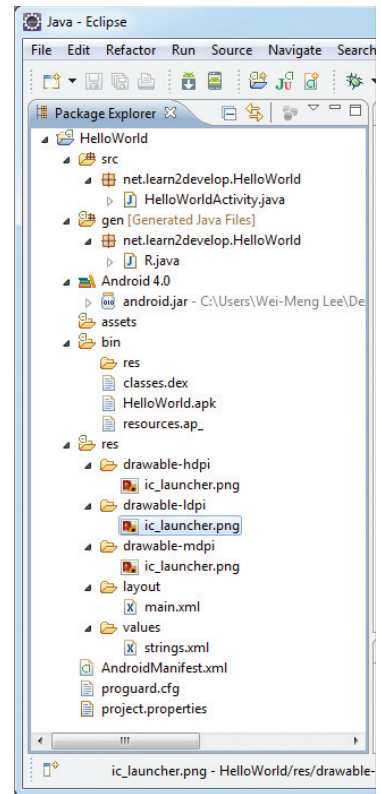 Java - Eclipse
File Edit Refactor Run Source Navigate Search
Package Explorer
HelloWorld
src
net.learn2develop.HelloWorld
HelloWorldActivity.java
gen [Generated Java Files]
net.learn2develop.HelloWorld
R.java
Android 4.0
android.jar - C:\Users\Wei-Meng Lee\De
assets
bin
res
classes.dex
HelloWorld.apk
resources.ap_
res
drawable-hdpi
ic_launcher.png
drawable-ldpi
ic_launcher.png
drawable-mdpi
ic_launcher.png
layout
main.xml
values
strings.xml
AndroidManifest.xml
proguard.cfg
project.properties
ic_launcher.png - HelloWorld/res/drawable-